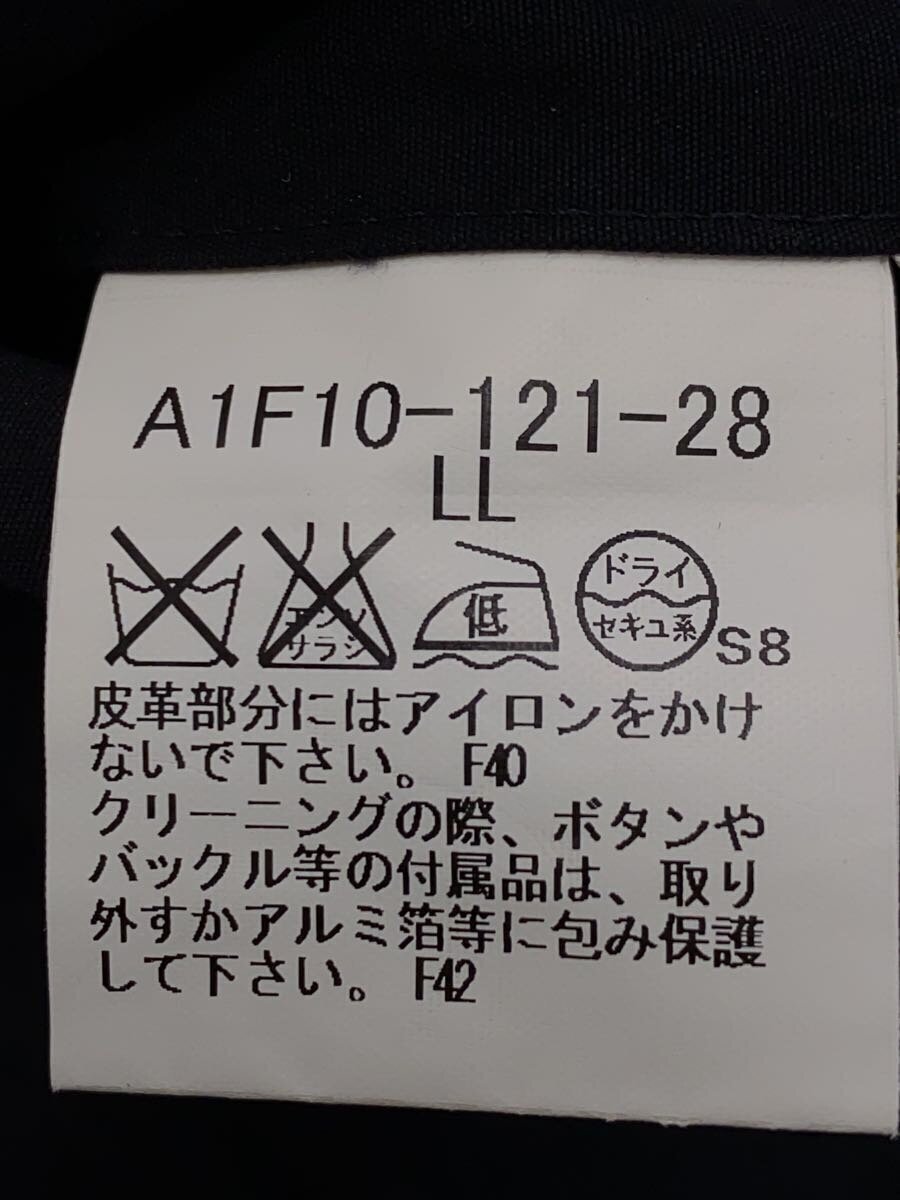 A1F10-121-28
LL
エンソ
サラシ
低
ドライ
セキユ系
S8
皮革部分にはアイロンをかけ
ないで下さい。F40
クリーニングの際、ボタンや
バックル等の付属品は、取り
外すかアルミ箔等に包み保護
して下さい。F42